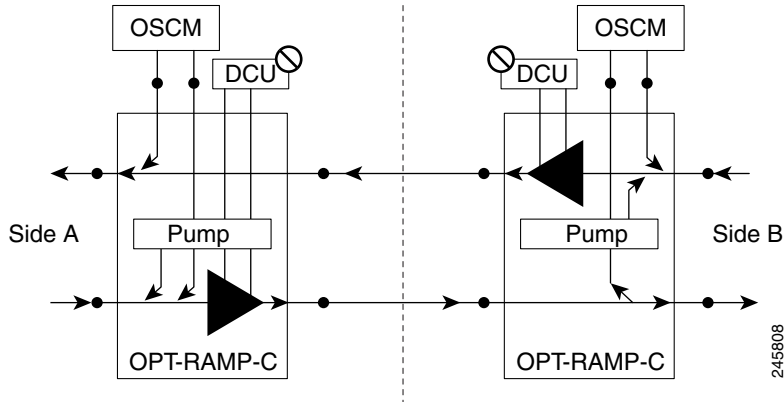 OSCM
DCU
OSCM
DCU
Side A
Pump
Pump
Side B
OPT-RAMP-C
OPT-RAMP-C
245808